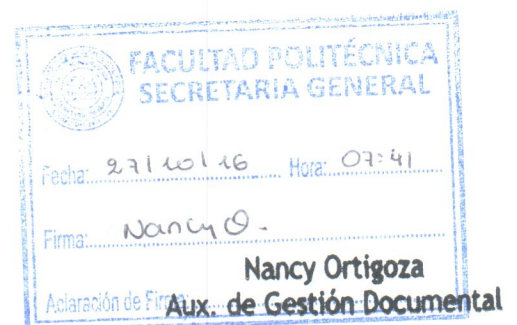 FACULTAD POLITÉCNICA
SECRETARIA GENERAL
Fecha: 27/10/16 Hora: 07:41
Firma: Nancy O.
Nancy Ortigoza
Aclaración de Firma: Aux. de Gestión Documental